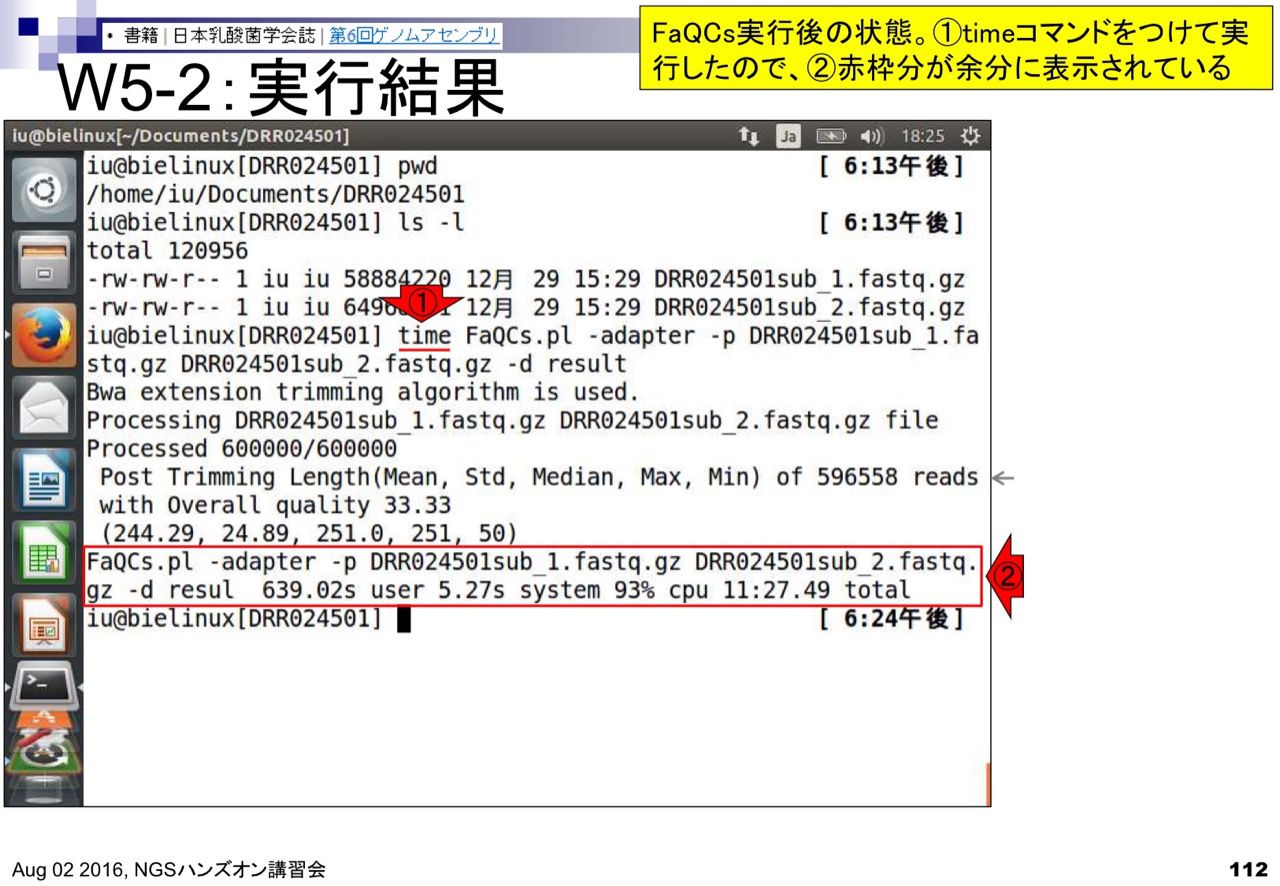 ・ 書籍 | 日本乳酸菌学会誌 | 第6回ゲノムアセンブリ
FaQCs実行後の状態。①timeコマンドをつけて実
行したので、②赤枠分が余分に表示されている
W5-2：実行結果
iu@bielinux[~/Documents/DRR024501]
Ja 18:25
iu@bielinux[DRR024501] pwd [ 6:13午後]
/home/iu/Documents/DRR024501
iu@bielinux[DRR024501] ls -l [ 6:13午後]
total 120956
-rw-rw-r-- 1 iu iu 58884220 12月 29 15:29 DRR024501sub_1.fastq.gz
-rw-rw-r-- 1 iu iu 12月 29 15:29 DRR024501sub_2.fastq.gz
①
iu@bielinux[DRR024501] time FaQCs.pl -adapter -p DRR024501sub_1.fa
stq.gz DRR024501sub_2.fastq.gz -d result
Bwa extension trimming algorithm is used.
Processing DRR024501sub_1.fastq.gz DRR024501sub_2.fastq.gz file
Processed 600000/600000
Post Trimming Length(Mean, Std, Median, Max, Min) of 596558 reads
with Overall quality 33.33
(244.29, 24.89, 251.0, 251, 50)
FaQCs.pl -adapter -p DRR024501sub_1.fastq.gz DRR024501sub_2.fastq.
gz -d resul 639.02s user 5.27s system 93% cpu 11:27.49 total
②
iu@bielinux[DRR024501] [ 6:24午後]
Aug 02 2016, NGSハンズオン講習会
112